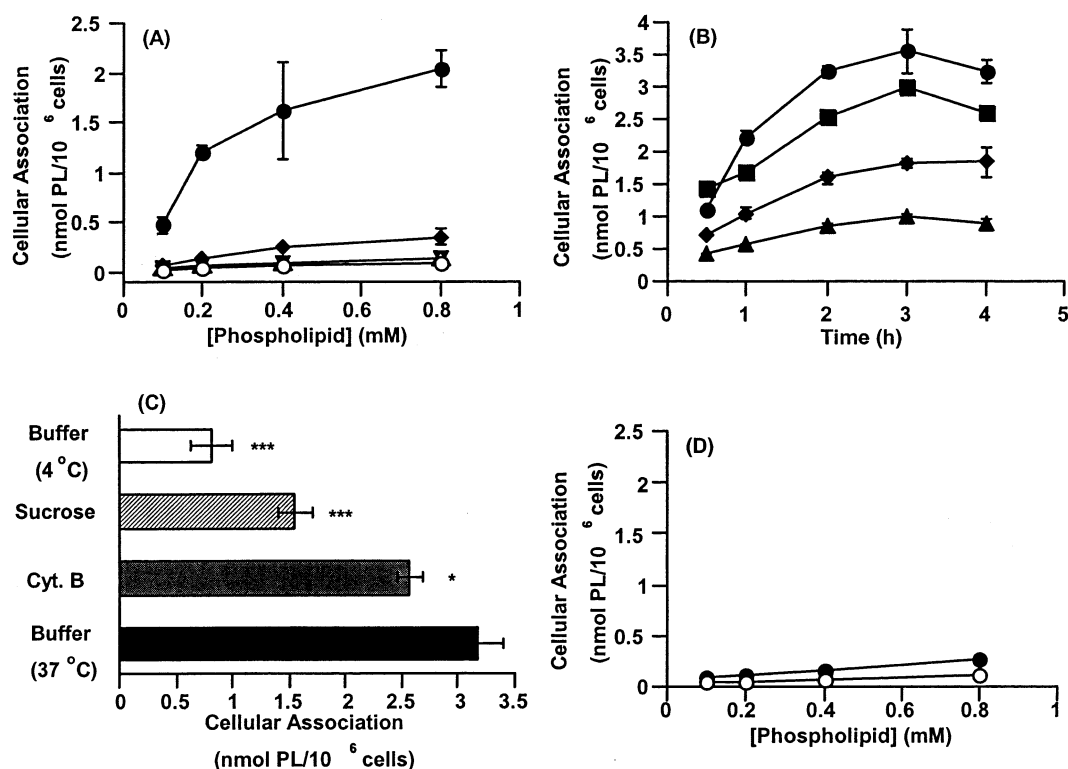 (A)
2.5
2
1.5
1
0.5
0
Cellular Association
(nmol PL/10 6 cells)
0
0.2
0.4
0.6
0.8
1
[Phospholipid] (mM)
(B)
4
3.5
3
2.5
2
1.5
1
0.5
0
Cellular Association
(nmol PL/10 6 cells)
0
1
2
3
4
5
Time (h)
(C)
Buffer
(4 °C)
***
Sucrose
***
Cyt. B
*
Buffer
(37 °C)
0
0.5
1
1.5
2
2.5
3
3.5
Cellular Association
(nmol PL/10 6 cells)
(D)
2.5
2
1.5
1
0.5
0
Cellular Association
(nmol PL/10 6 cells)
0
0.2
0.4
0.6
0.8
1
[Phospholipid] (mM)